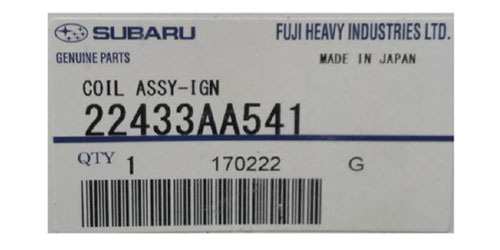 SUBARU FUJI HEAVY INDUSTRIES LTD.
GENUINE PARTS MADE IN JAPAN
COIL ASSY-IGN
22433AA541
QTY 1 170222 G